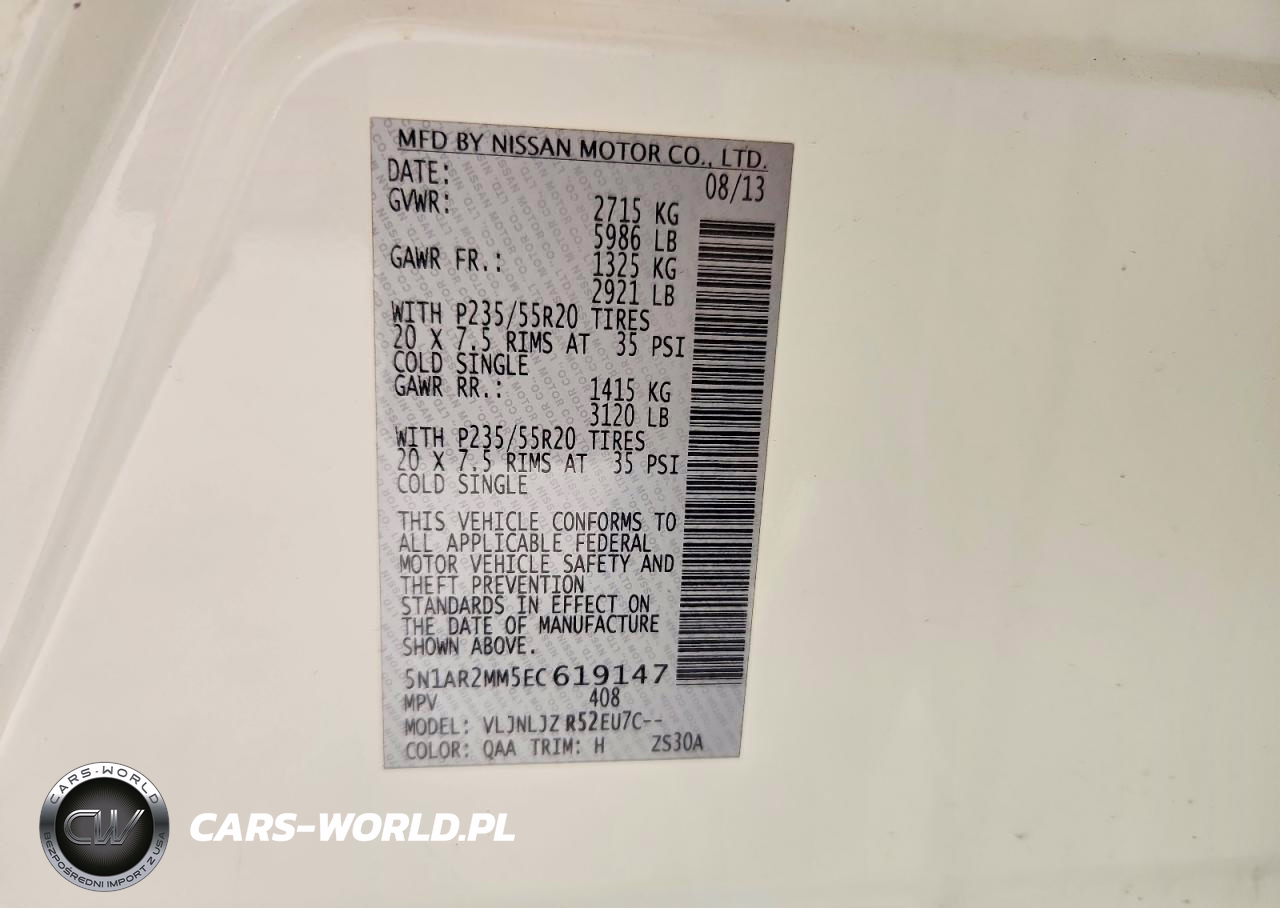 MFD BY NISSAN MOTOR CO., LTD.
DATE: 08/13
GVWR: 2715 KG
5986 LB
GAWR FR.: 1325 KG
2921 LB
WITH P235/55R20 TIRES
20 X 7.5 RIMS AT 35 PSI
COLD SINGLE
GAWR RR.: 1415 KG
3120 LB
WITH P235/55R20 TIRES
20 X 7.5 RIMS AT 35 PSI
COLD SINGLE
THIS VEHICLE CONFORMS TO
ALL APPLICABLE FEDERAL
MOTOR VEHICLE SAFETY AND
THEFT PREVENTION
STANDARDS IN EFFECT ON
THE DATE OF MANUFACTURE
SHOWN ABOVE.
5N1AR2MM5EC619147
MPV 408
MODEL: VLJNLJZ R52EU7C--
COLOR: QAA TRIM: H ZS30A
CARS-WORLD
CW
BEZPOŚREDNI IMPORT Z USA
CARS-WORLD.PL